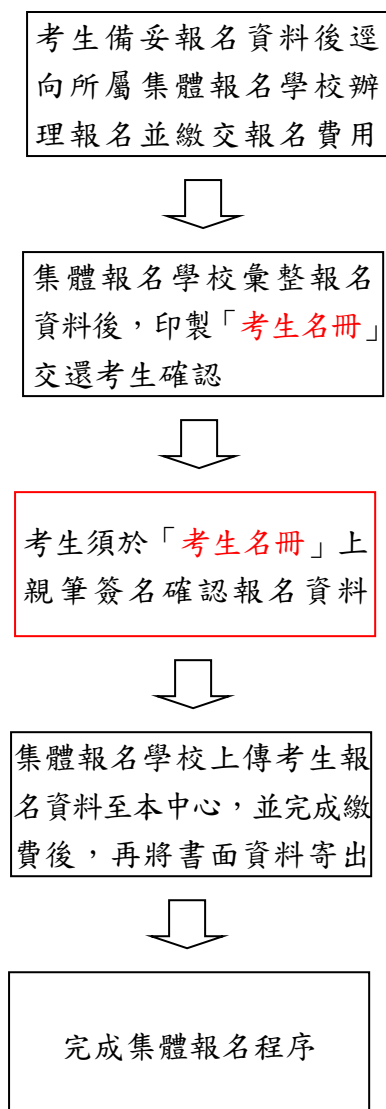 考生備妥報名資料後逕
向所屬集體報名學校辦
理報名並繳交報名費用
集體報名學校彙整報名
資料後，印製「考生名冊」
交還考生確認
考生須於「考生名冊」上
親筆簽名確認報名資料
集體報名學校上傳考生報
名資料至本中心，並完成繳
費後，再將書面資料寄出
完成集體報名程序